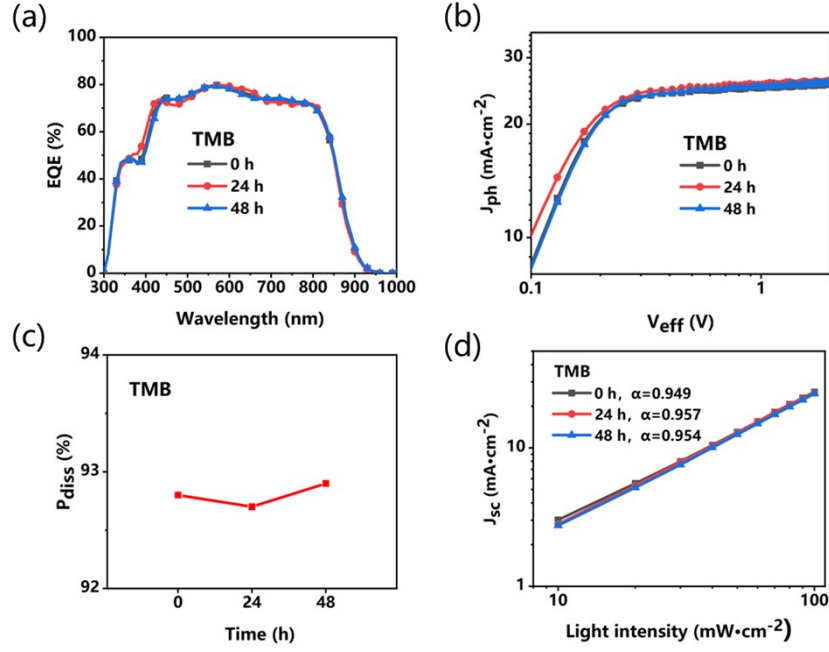 (a)
100
80
60
40
20
0
EQE (%)
TMB
0 h
24 h
48 h
300 400 500 600 700 800 900 1000
Wavelength (nm)
(b)
30
20
10
Jph (mA•cm-2)
TMB
0 h
24 h
48 h
0.1 1
Veff (V)
(c)
94
93
92
Pdiss (%)
TMB
0 24 48
Time (h)
(d)
10
1
Jsc (mA•cm-2)
TMB
0 h, α=0.949
24 h, α=0.957
48 h, α=0.954
10 100
Light intensity (mW•cm-2)